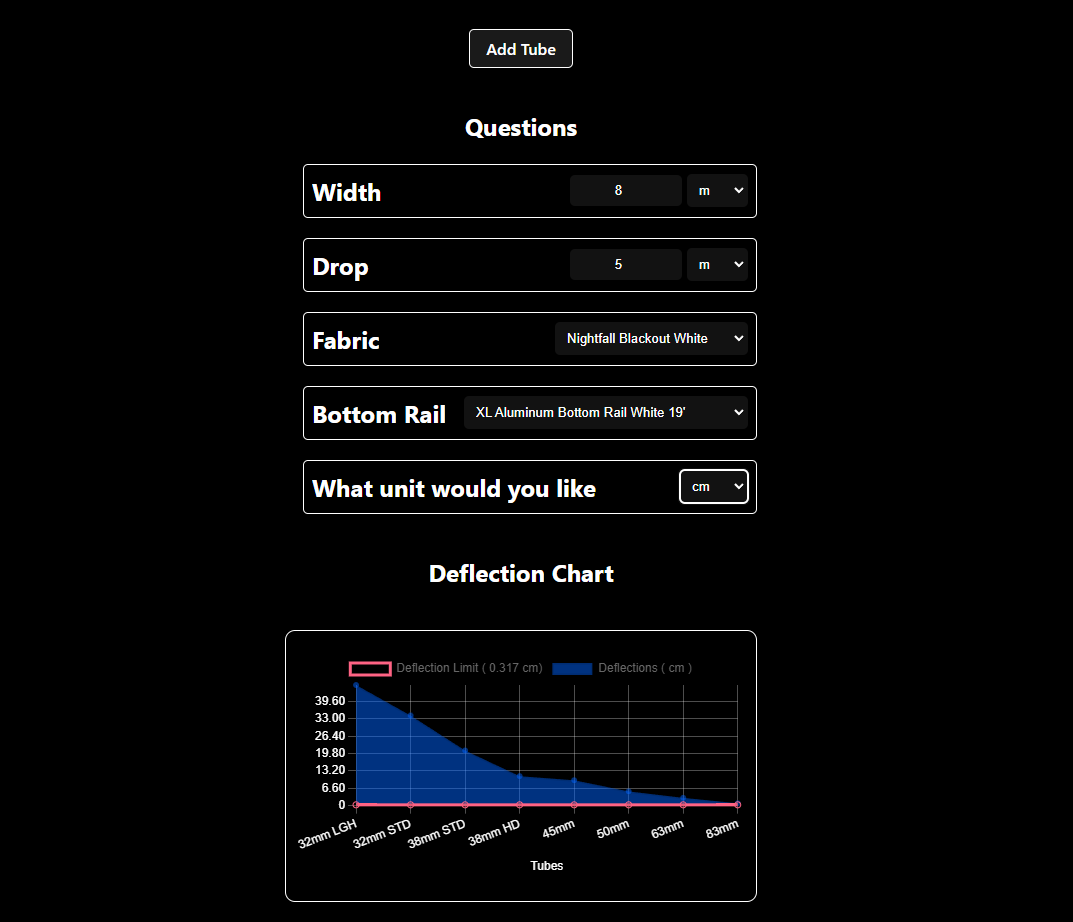 Add Tube
Questions
Width 8 m
Drop 5 m
Fabric Nightfall Blackout White
Bottom Rail XL Aluminum Bottom Rail White 19'
What unit would you like cm
Deflection Chart
Deflection Limit ( 0.317 cm) Deflections ( cm )
39.60
33.00
26.40
19.80
13.20
6.60
0
32mm LGH 32mm STD 38mm STD 38mm HD 45mm 50mm 63mm 83mm
Tubes